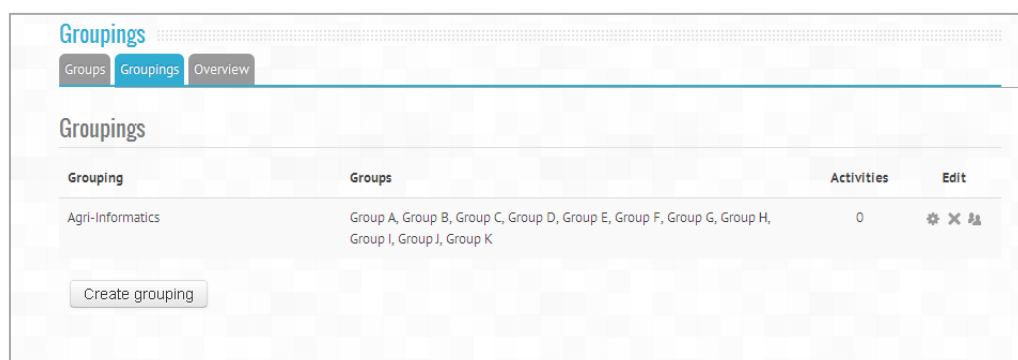 Groupings
Groups Groupings Overview
Groupings
Grouping Groups Activities Edit
Agri-Informatics Group A, Group B, Group C, Group D, Group E, Group F, Group G, Group H, 0
Group I, Group J, Group K
Create grouping